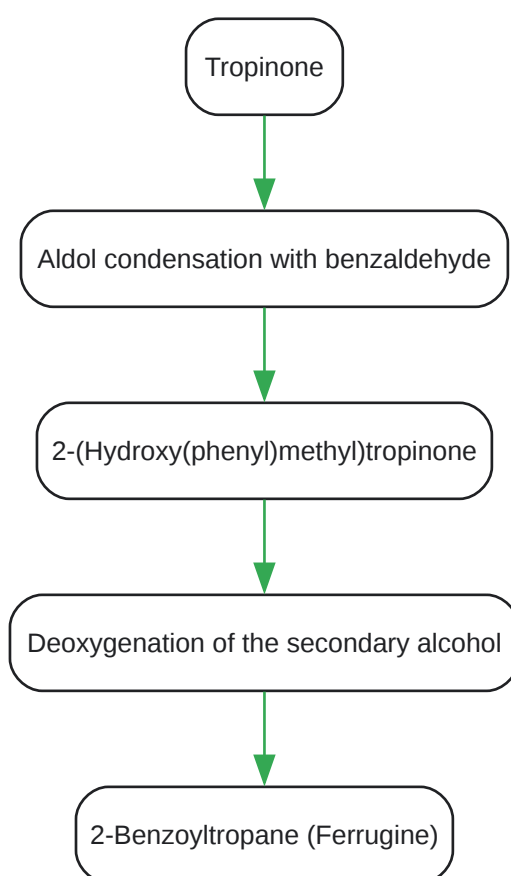 Tropinone
Aldol condensation with benzaldehyde
2-(Hydroxy(phenyl)methyl)tropinone
Deoxygenation of the secondary alcohol
2-Benzoyltropane (Ferrugine)